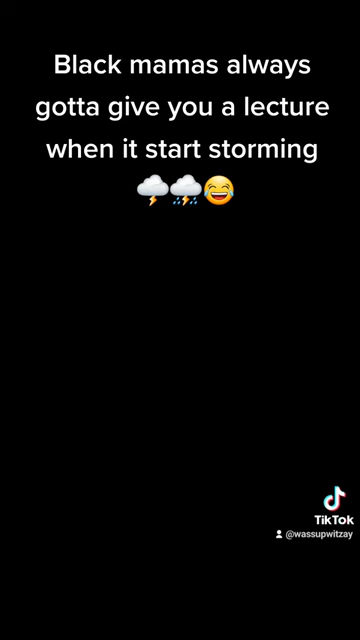 Black mamas always
gotta give you a lecture
when it start storming
🌩️⛈️😂
TikTok
@wassupwitzay